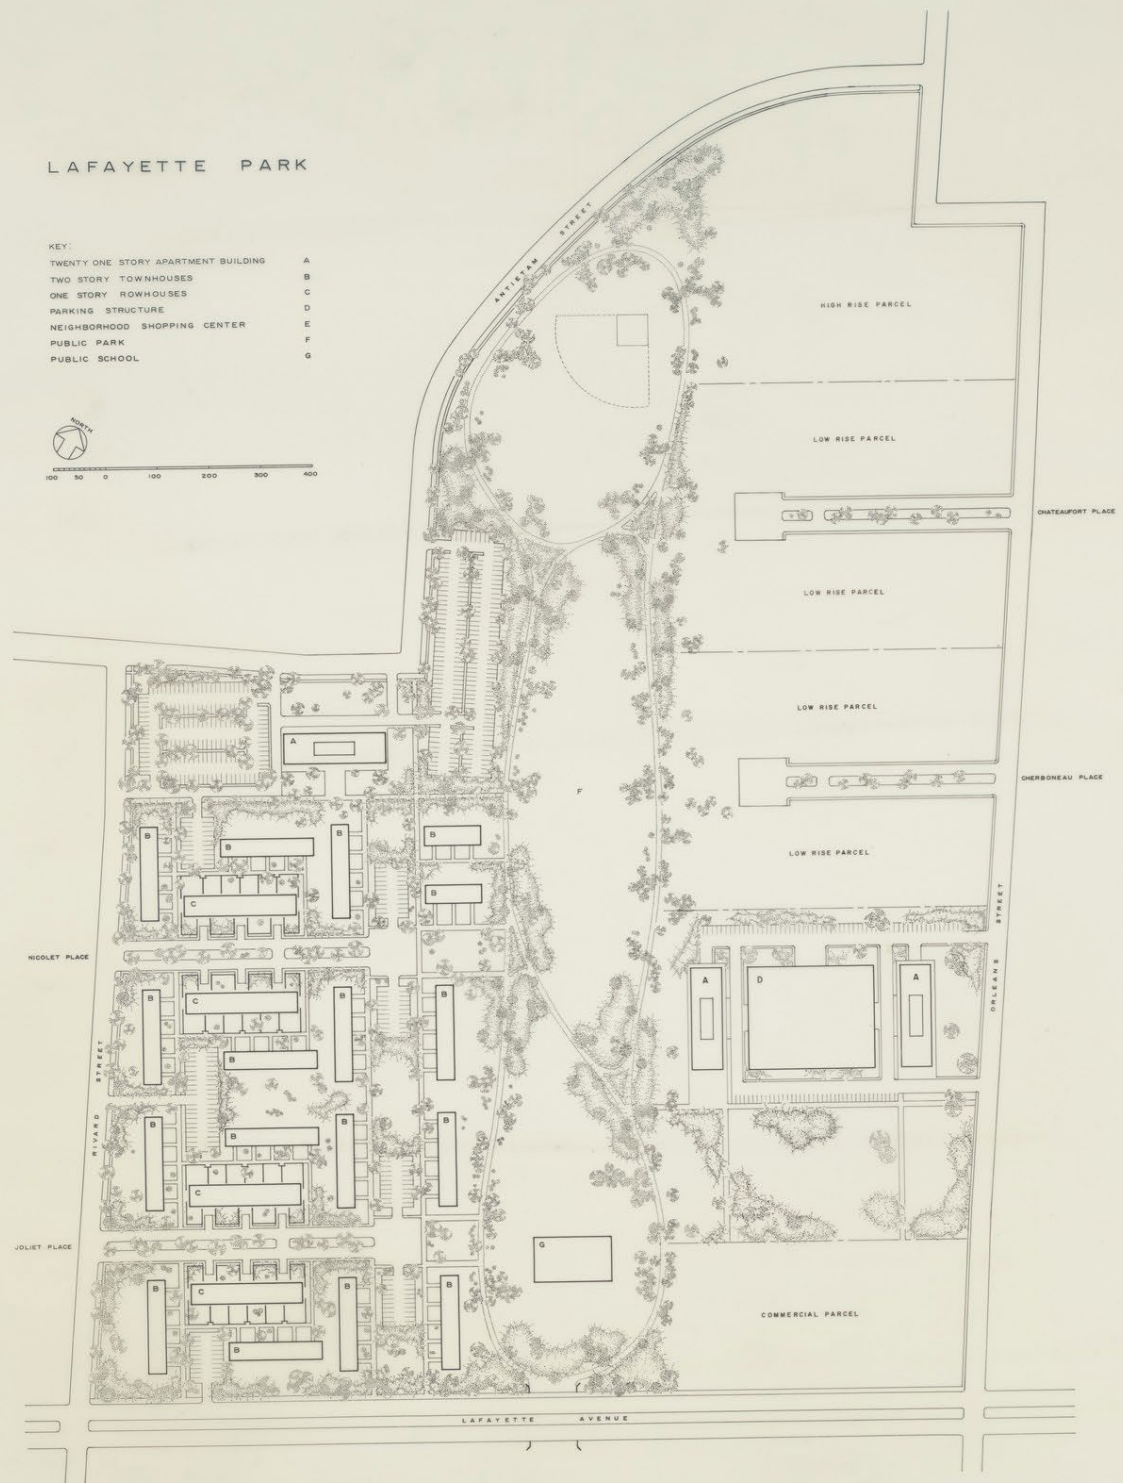 LAFAYETTE PARK
KEY:
TWENTY ONE STORY APARTMENT BUILDING A
TWO STORY TOWNHOUSES B
ONE STORY ROWHOUSES C
PARKING STRUCTURE D
NEIGHBORHOOD SHOPPING CENTER E
PUBLIC PARK F
PUBLIC SCHOOL G
NORTH
100 50 0 100 200 300 400
ANTIETAM STREET
HIGH RISE PARCEL
LOW RISE PARCEL
CHATEAUFORT PLACE
LOW RISE PARCEL
LOW RISE PARCEL
CHERBONEAU PLACE
LOW RISE PARCEL
A
F
B
B
B
B
B
C
NICOLET PLACE
ORLEANS STREET
A
D
A
B
C
B
B
B
RIVARD STREET
B
B
B
B
C
JOLIET PLACE
G
B
C
B
B
B
COMMERCIAL PARCEL
LAFAYETTE AVENUE